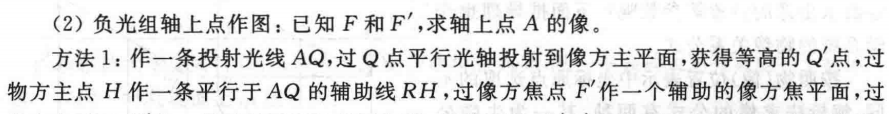 (2) 负光组轴上点作图：已知 F 和 F′，求轴上点 A 的像。
方法 1：作一条投射光线 AQ，过 Q 点平行光轴投射到像方主平面，获得等高的 Q′点，过
物方主点 H 作一条平行于 AQ 的辅助线 RH，过像方焦点 F′作一个辅助的像方焦平面，过